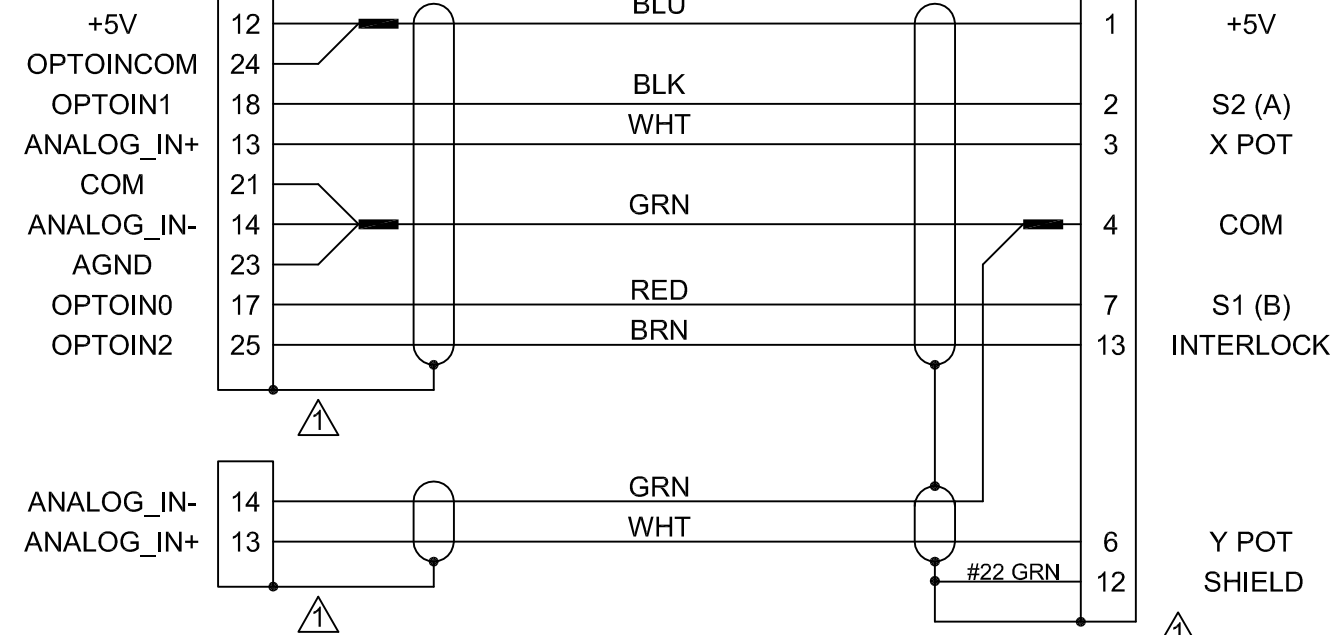 BLU
+5V 12 1 +5V
OPTOINCOM 24
BLK
OPTOIN1 18 2 S2 (A)
WHT
ANALOG_IN+ 13 3 X POT
COM 21
GRN
ANALOG_IN- 14 4 COM
AGND 23
RED
OPTOIN0 17 7 S1 (B)
BRN
OPTOIN2 25 13 INTERLOCK
1
GRN
ANALOG_IN- 14
WHT
ANALOG_IN+ 13 6 Y POT
#22 GRN 12 SHIELD
1 1